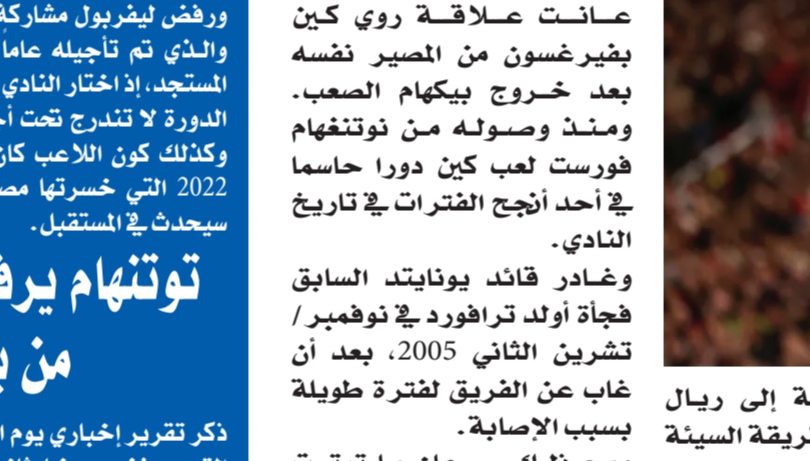 عانت علاقة روي كين
بفيرغسون من المصير نفسه
بعد خروج بيكهام الصعب.
ومنذ وصوله من نوتنغهام
فورست لعب كين دورا حاسما
في أحد أنجح الفترات في تاريخ
النادي.
وغادر قائد يونايتد السابق
فجأة أولد ترافورد في نوفمبر/
تشرين الثاني 2005، بعد أن
غاب عن الفريق لفترة طويلة
بسبب الإصابة.
إلى ريال
السيئة
ورفض ليفربول مشاركة
والذي تم تأجيله عاماً
المستجد، إذ اختار النادي
الدورة لا تندرج تحت
وكذلك كون اللاعب كان
2022 التي خسرتها
سيحدث في المستقبل.
توتنهام
من
ذكر تقرير إخباري يوم